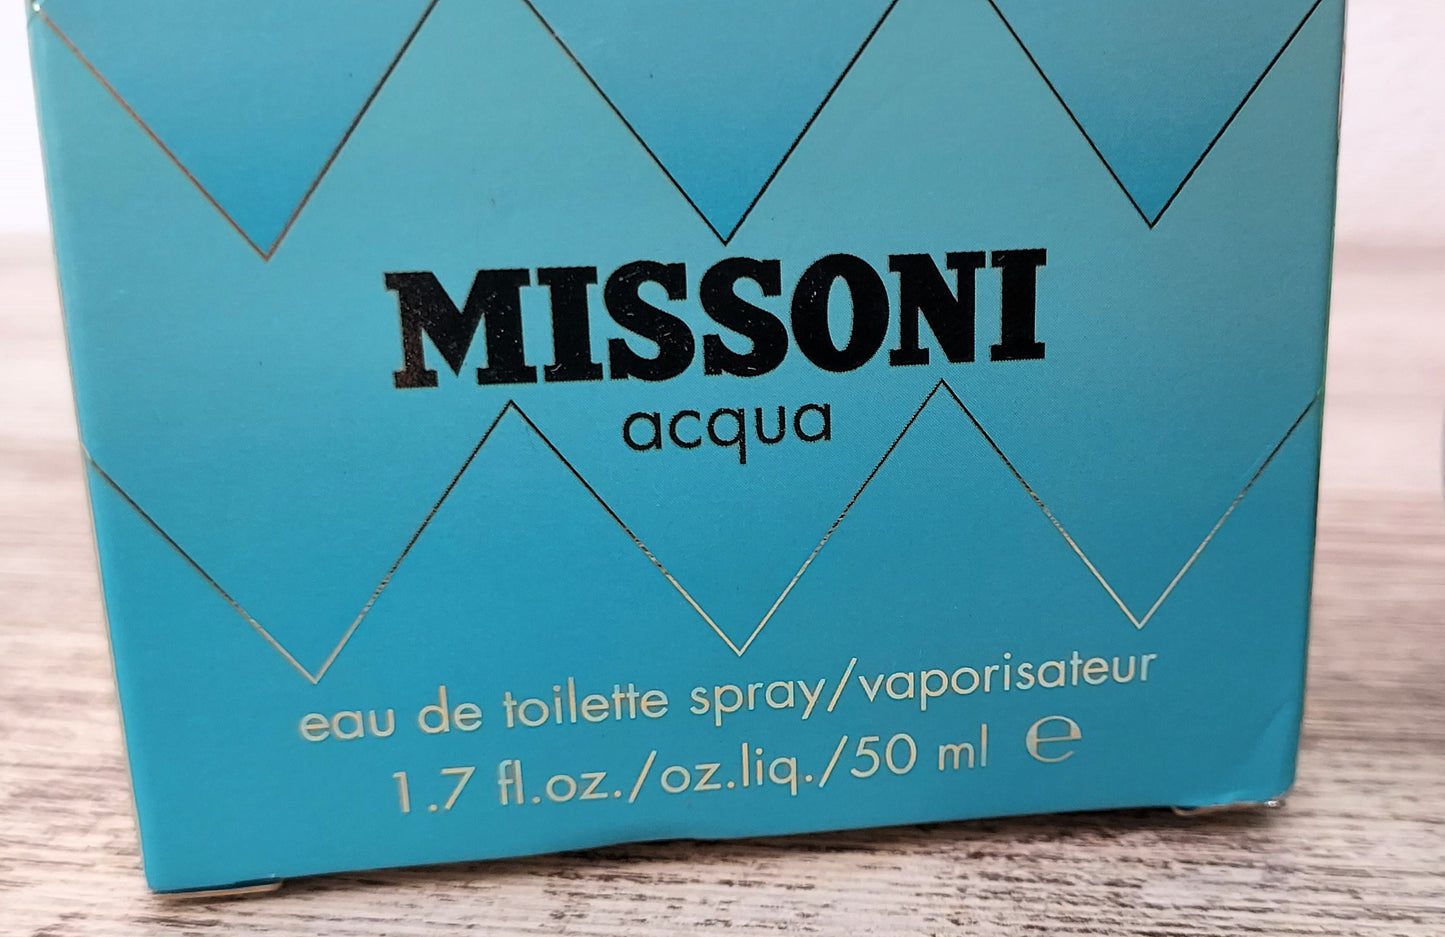 MISSONI
acqua
eau de toilette spray/vaporisateur
1.7 fl.oz./oz.liq./50 ml ℮